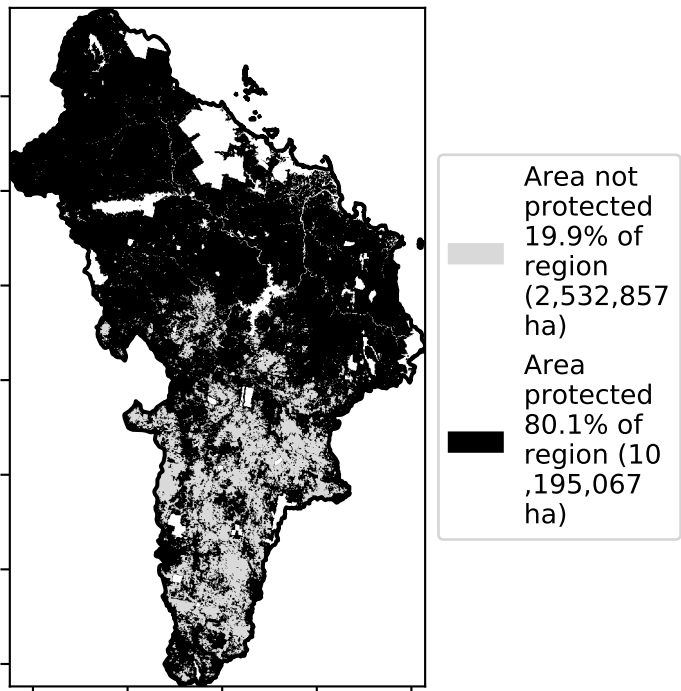 Area not
protected
19.9% of
region
(2,532,857
ha)
Area
protected
80.1% of
region (10
,195,067
ha)